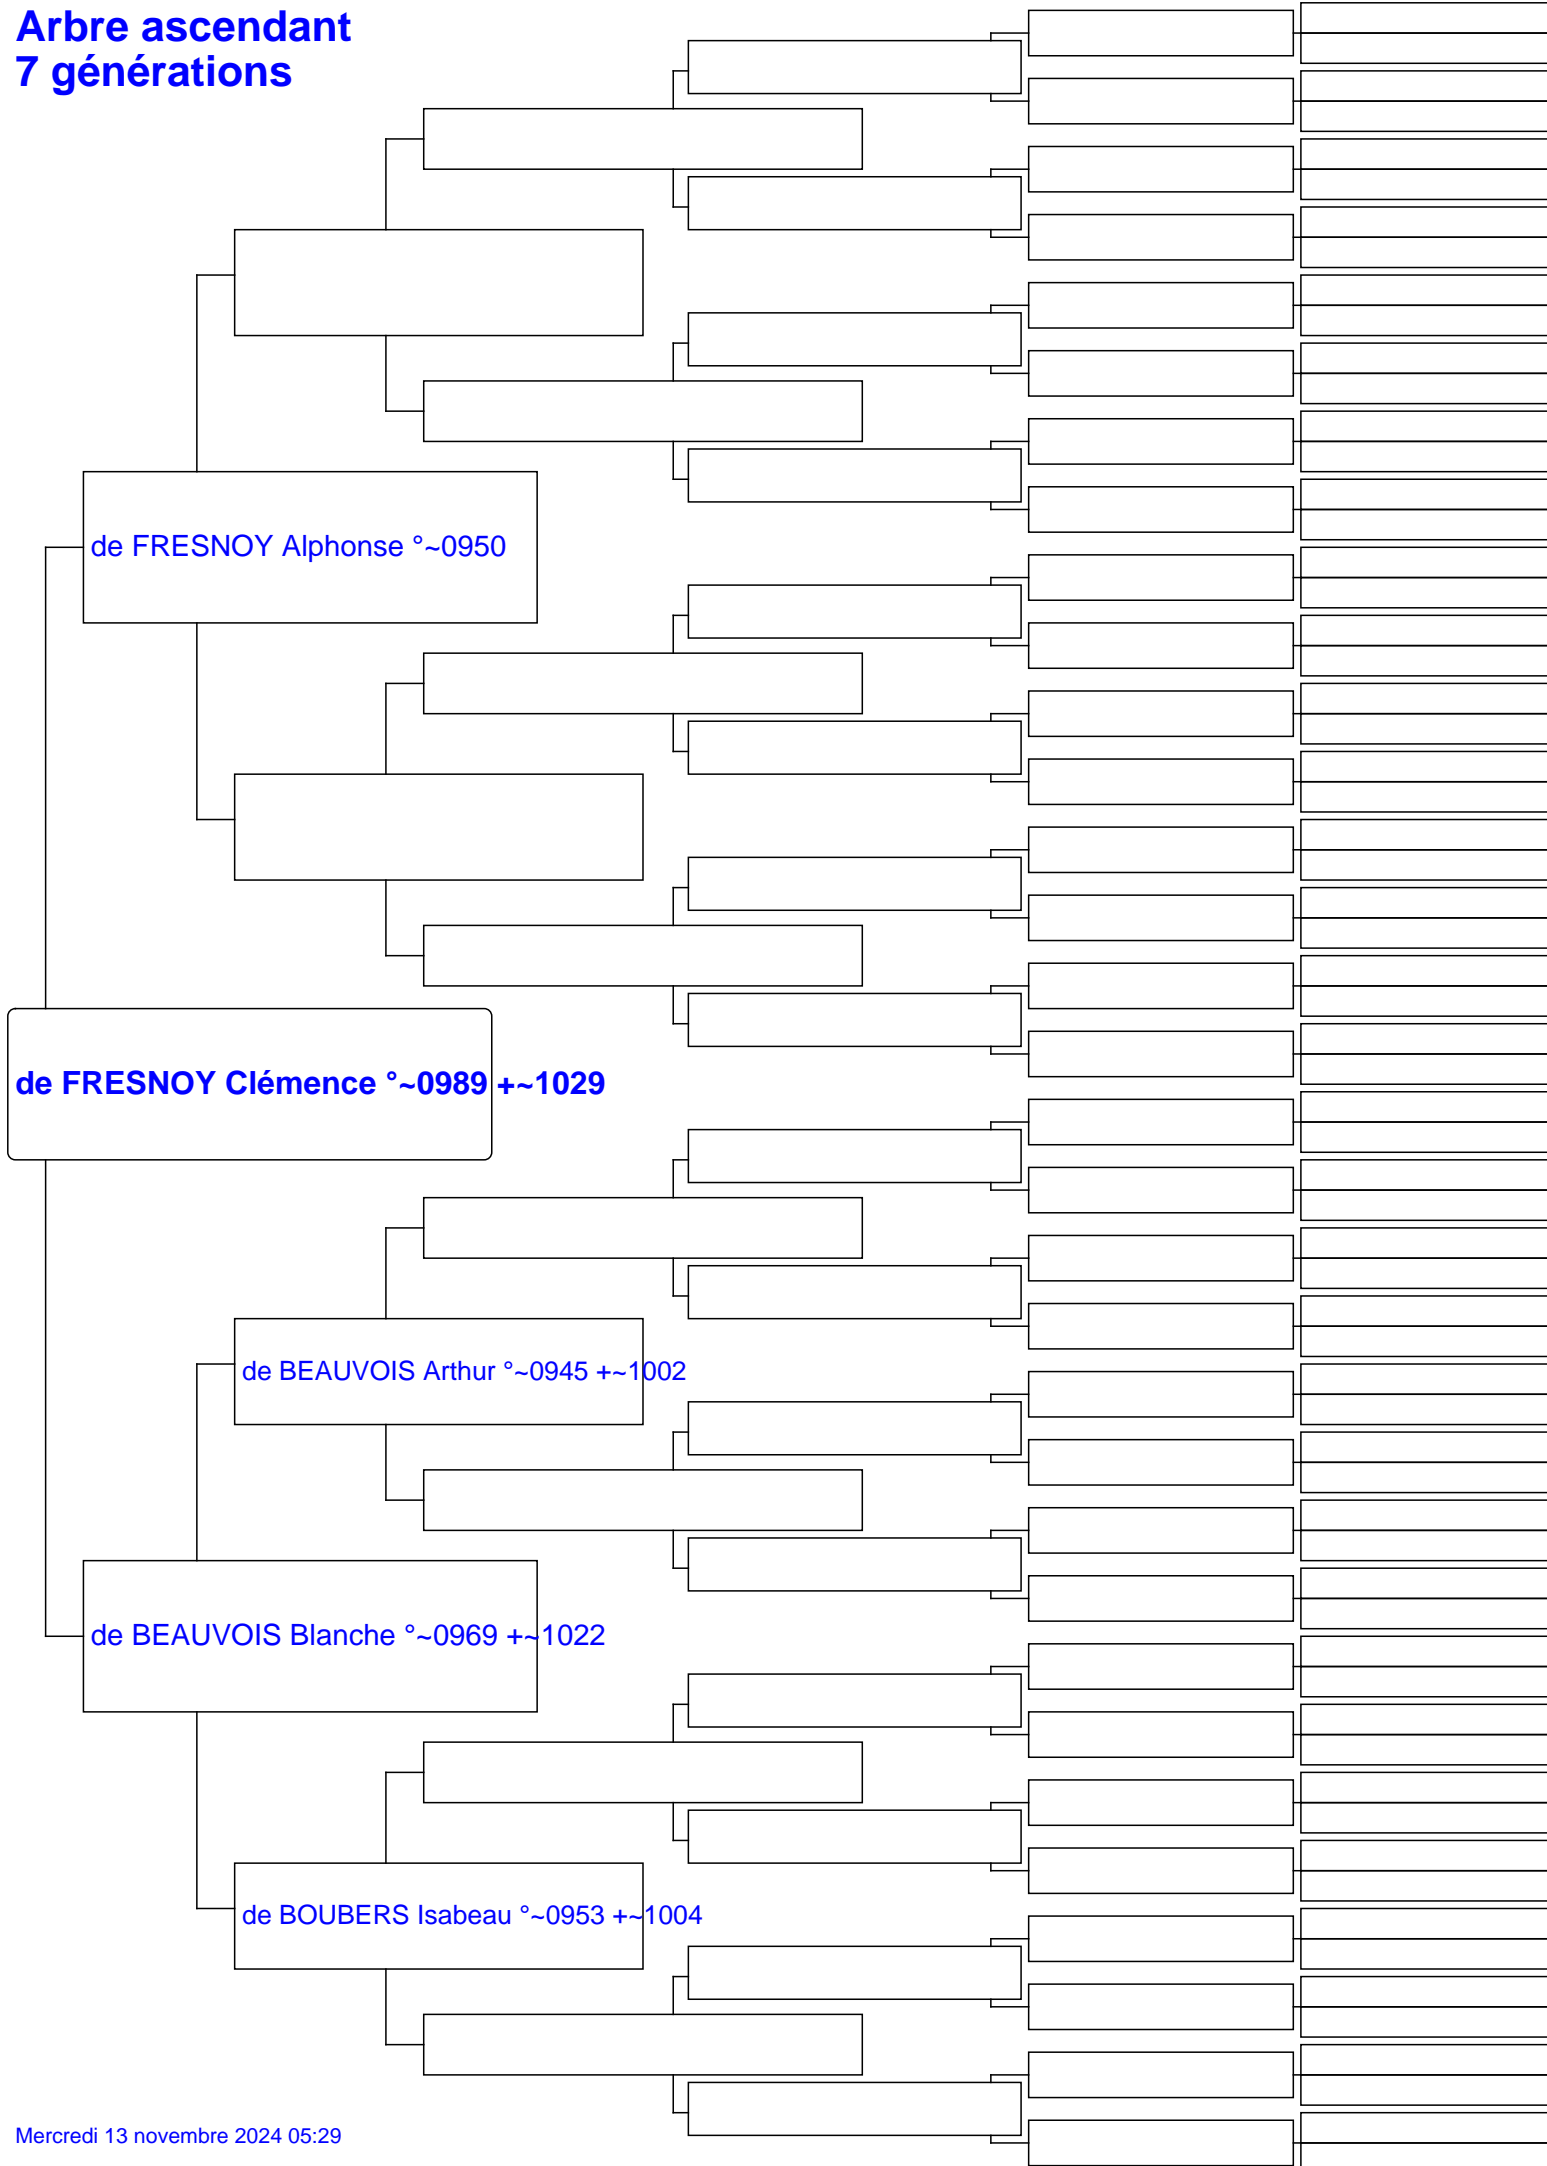 Arbre ascendant
7 générations
de FRESNOY Alphonse °~0950
de FRESNOY Clémence °~0989 +~1029
de BEAUVOIS Arthur °~0945 +~1002
de BEAUVOIS Blanche °~0969 +~1022
de BOUBERS Isabeau °~0953 +~1004
Mercredi 13 novembre 2024 05:29